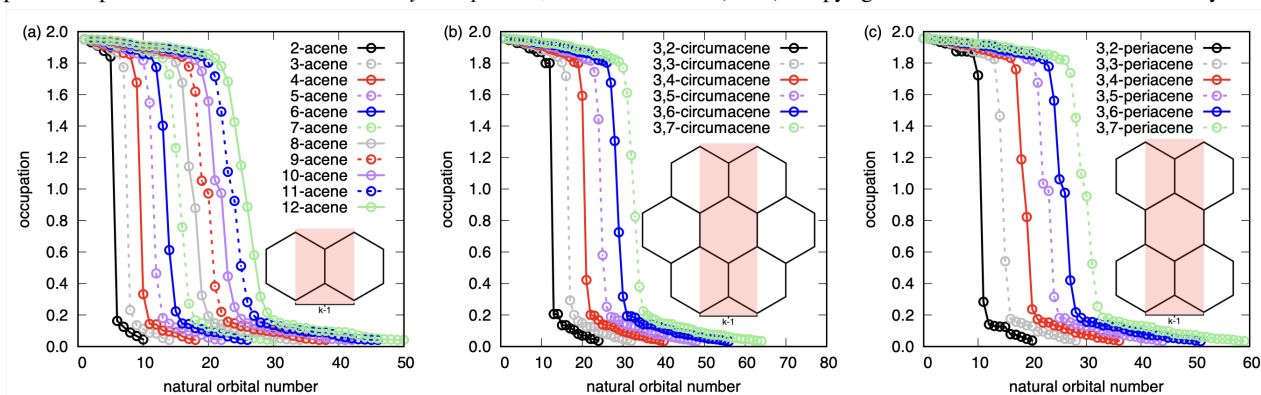 (a)
2.0
1.8
1.6
1.4
1.2
1.0
0.8
0.6
0.4
0.2
0.0
occupation
0 10 20 30 40 50
natural orbital number
2-acene
3-acene
4-acene
5-acene
6-acene
7-acene
8-acene
9-acene
10-acene
11-acene
12-acene
k-1
(b)
2.0
1.8
1.6
1.4
1.2
1.0
0.8
0.6
0.4
0.2
0.0
occupation
0 10 20 30 40 50 60 70 80
natural orbital number
3,2-circumacene
3,3-circumacene
3,4-circumacene
3,5-circumacene
3,6-circumacene
3,7-circumacene
k-1
(c)
2.0
1.8
1.6
1.4
1.2
1.0
0.8
0.6
0.4
0.2
0.0
occupation
0 10 20 30 40 50 60
natural orbital number
3,2-periacene
3,3-periacene
3,4-periacene
3,5-periacene
3,6-periacene
3,7-periacene
k-1